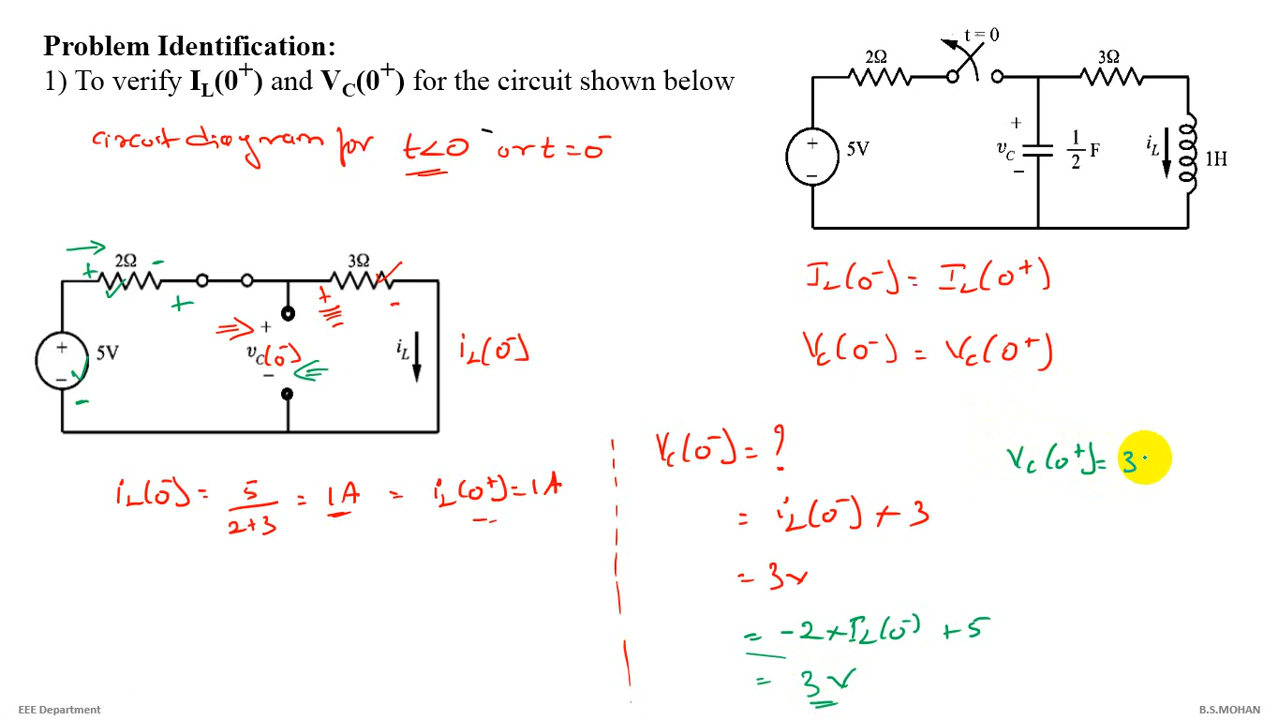 Problem Identification:
1) To verify I_L(0⁺) and V_C(0⁺) for the circuit shown below
circuit diagram for t<0⁻ or t=0⁻
t=0
2Ω
3Ω
+
−
5V
+
v_C
−
1/2 F
i_L
1H
2Ω
+ -
+
3Ω
+ -
+
−
5V
-
+
v_C(0⁻)
−
i_L
i_L(0⁻)
I_L(0⁻) = I_L(0⁺)
V_C(0⁻) = V_C(0⁺)
i_L(0⁻) = 5/2+3 = 1A = i_L(0⁺) = 1A
V_C(0⁻) = ?
= i_L(0⁻) × 3
= 3v
= -2×I_L(0⁻) +5
= 3v
V_C(0⁺) = 3
EEE Department
B.S.MOHAN